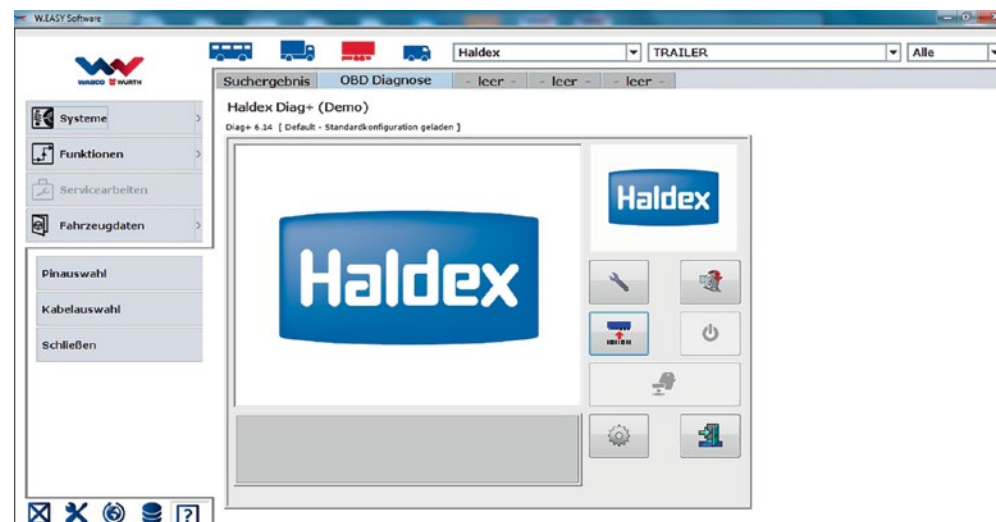 W.EASY Software
WABCO WÜRTH
Haldex
TRAILER
Alle
Suchergebnis
OBD Diagnose
- leer -
- leer -
- leer -
Haldex Diag+ (Demo)
Diag+ 6.14 [ Default - Standardkonfiguration geladen ]
Systeme
Funktionen
Servicearbeiten
Fahrzeugdaten
Pinauswahl
Kabelauswahl
Schließen
Haldex
Haldex
?